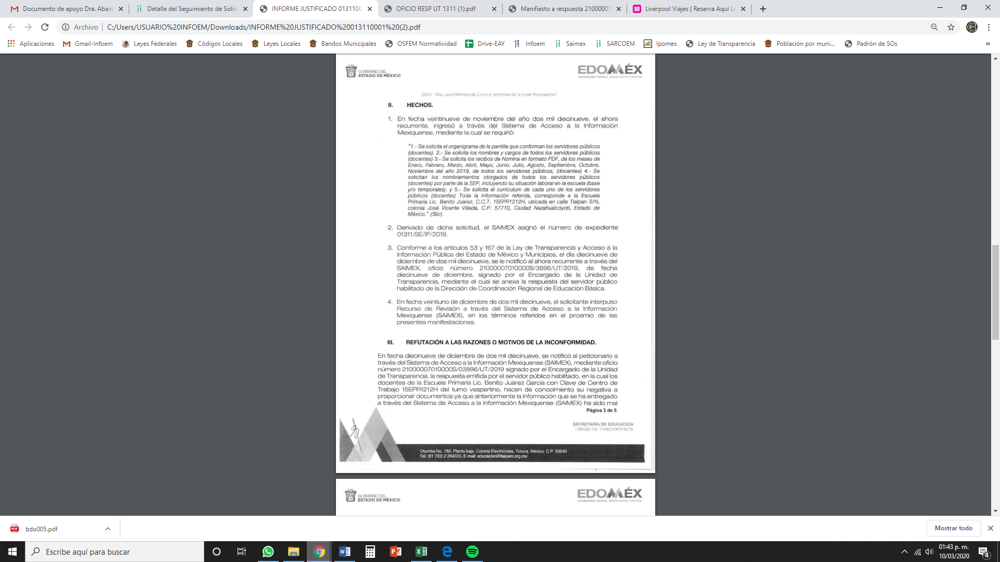 Documento de apoyo Dra. Abaid
Detalle del Seguimiento de Solic
INFORME JUSTIFICADO 0131100
OFICIO RESP UT 1311 (1).pdf
Manifiesto a respuesta 21000007
Liverpool Viajes | Reserva Aquí Li
Archivo
C:/Users/USUARIO%20INFOEM/Downloads/INFORME%20JUSTIFICADO%20013110001%20(2).pdf
Aplicaciones
Gmail-Infoem
Leyes Federales
Códigos Locales
Leyes Locales
Bandos Municipales
OSFEM Normatividad
Drive-EAY
Infoem
Saimex
SARCOEM
Ipomex
Ley de Transparencia
Población por muni...
Padrón de SOs
»
GOBIERNO DEL
ESTADO DE MÉXICO
EDOMÉX
DECISIONES FIRMES, RESULTADOS FUERTES.
2020. "Año Laura Méndez de Cuenca; emblema de la mujer Mexiquense".
II. HECHOS.
1. En fecha veintinueve de noviembre del año dos mil diecinueve, el ahora
recurrente, ingresó a través del Sistema de Acceso a la Información
Mexiquense, mediante la cual se requirió:
"1.- Se solicita el organigrama de la pantilla que conforman los servidores públicos
(docentes). 2.- Se solicita los nombres y cargos de todos los servidores públicos
(docentes) 3.- Se solicita los recibos de Nomina en formato PDF, de los meses de
Enero, Febrero, Marzo, Abril, Mayo, Junio, Julio, Agosto, Septiembre, Octubre,
Noviembre del año 2019, de todos los servidores públicos, (docentes) 4.- Se
solicitan los nombramientos otorgados de todos los servidores públicos
(docentes) por parte de la SEP, incluyendo su situación laboral en la escuela (base
y/o temporales), y 5.- Se solicita el curriculum de cada uno de los servidores
públicos (docentes) Toda la información referida, corresponde a la Escuela
Primaria Lic. Benito Juarez, C.C.T. 15EPR1212H, ubicada en calle Tlalpan S/N,
colonia José Vicente Villada, C.P. 57710, Ciudad Nezahualcóyotl, Estado de
México." (Sic).
2. Derivado de dicha solicitud, el SAIMEX asignó el número de expediente
01311/SE/IP/2019.
3. Conforme a los artículos 53 y 167 de la Ley de Transparencia y Acceso a la
Información Pública del Estado de México y Municipios, el día diecinueve de
diciembre de dos mil diecinueve, se le notificó al ahora recurrente a través del
SAIMEX, oficio número 21000007010000S/3896/UT/2019, de fecha
diecinueve de diciembre, signado por el Encargado de la Unidad de
Transparencia, mediante el cual se anexa la respuesta del servidor público
habilitado de la Dirección de Coordinación Regional de Educación Básica.
4. En fecha veintiuno de diciembre de dos mil diecinueve, el solicitante interpuso
Recurso de Revisión a través del Sistema de Acceso a la Información
Mexiquense (SAIMEX), en los términos referidos en el proemio de las
presentes manifestaciones.
III. REFUTACIÓN A LAS RAZONES O MOTIVOS DE LA INCONFORMIDAD.
En fecha diecinueve de diciembre de dos mil diecinueve, se notificó al peticionario a
través del Sistema de Acceso a la Información Mexiquense (SAIMEX), mediante oficio
número 21000007010000S/03896/UT/2019 signado por el Encargado de la Unidad
de Transparencia, la respuesta emitida por el servidor público habilitado, en la cual los
docentes de la Escuela Primaria Lic. Benito Juárez García con Clave de Centro de
Trabajo 15EPR1212H del turno vespertino, hacen de conocimiento su negativa a
proporcionar documentos ya que anteriormente la información que se ha entregado
a través del Sistema de Acceso a la Información Mexiquense (SAIMEX) ha sido mal
Página 3 de 5
SECRETARÍA DE EDUCACIÓN
UNIDAD DE TRANSPARENCIA
Otumba No. 782, Planta baja, Colonia Electricistas, Toluca, México. C.P. 50040
Tel. (01 722) 2 264333, E-mail: educacion@itaipem.org.mx
GOBIERNO DEL
ESTADO DE MÉXICO
EDOMÉX
DECISIONES FIRMES, RESULTADOS FUERTES.
bdo005.pdf
Mostrar todo
Escribe aquí para buscar
01:43 p. m.
10/03/2020
4